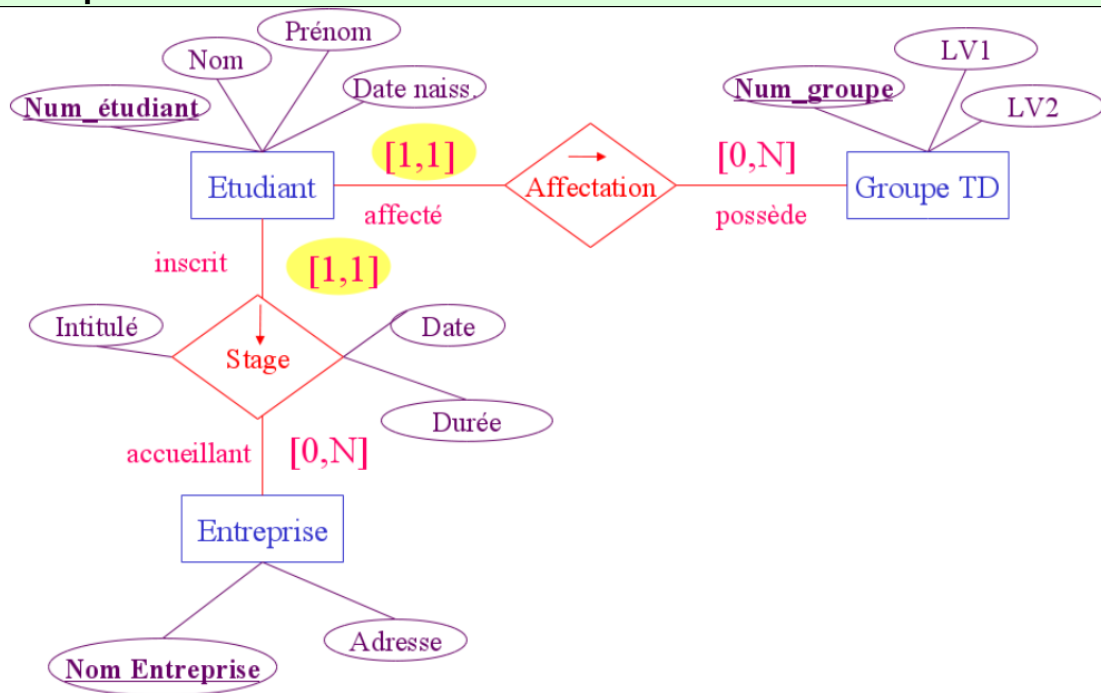 Prénom
LV1
Nom
Date naiss.
Num_groupe
Num_étudiant
LV2
[1,1]
[0,N]
Etudiant
Affectation
Groupe TD
affecté
possède
inscrit
[1,1]
Intitulé
Date
Stage
Durée
accueillant
[0,N]
Entreprise
Adresse
Nom Entreprise